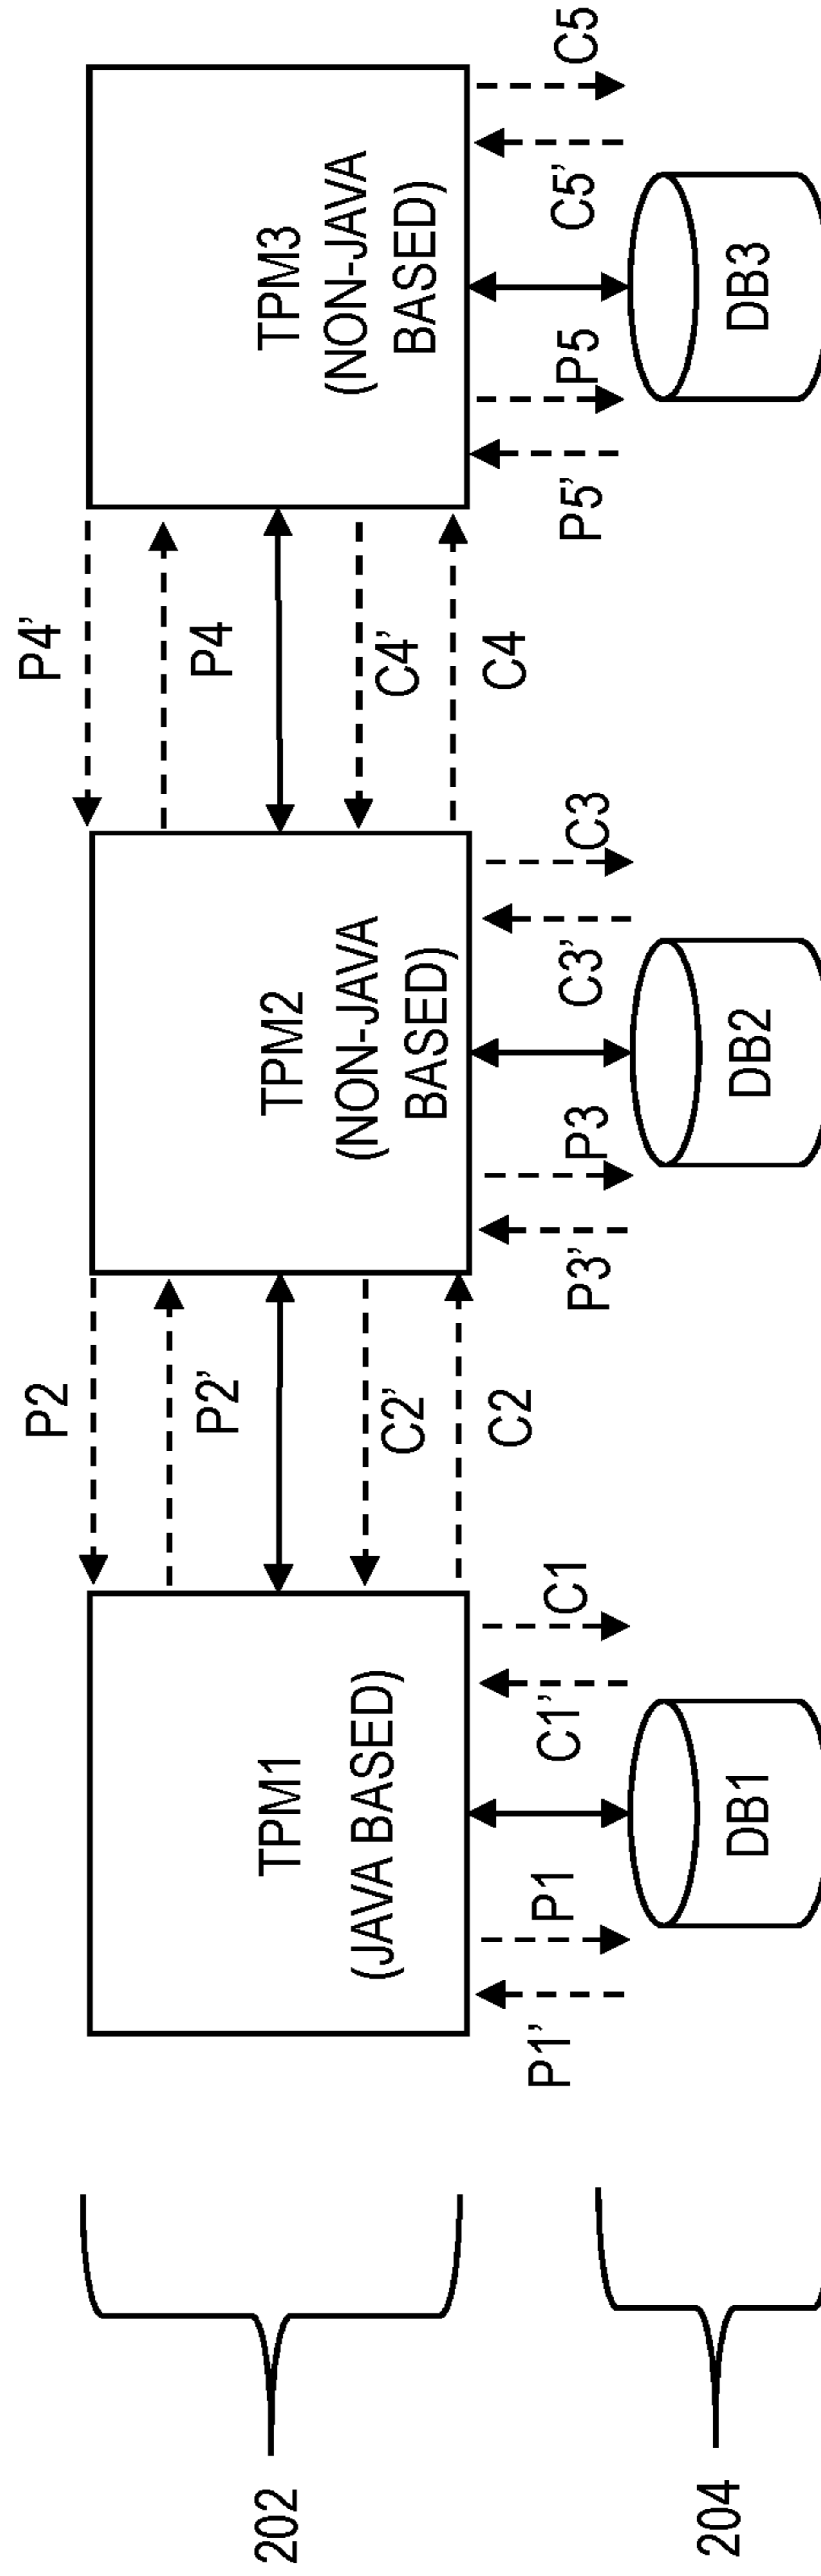 P2
P4'
P2'
P4
202
TPM1
(JAVA BASED)
TPM2
(NON-JAVA
BASED)
TPM3
(NON-JAVA
BASED)
C2'
C4'
C2
C4
P1'
P1
C1'
C1
P3'
P3
C3'
C3
P5'
P5
C5'
C5
204
DB1
DB2
DB3